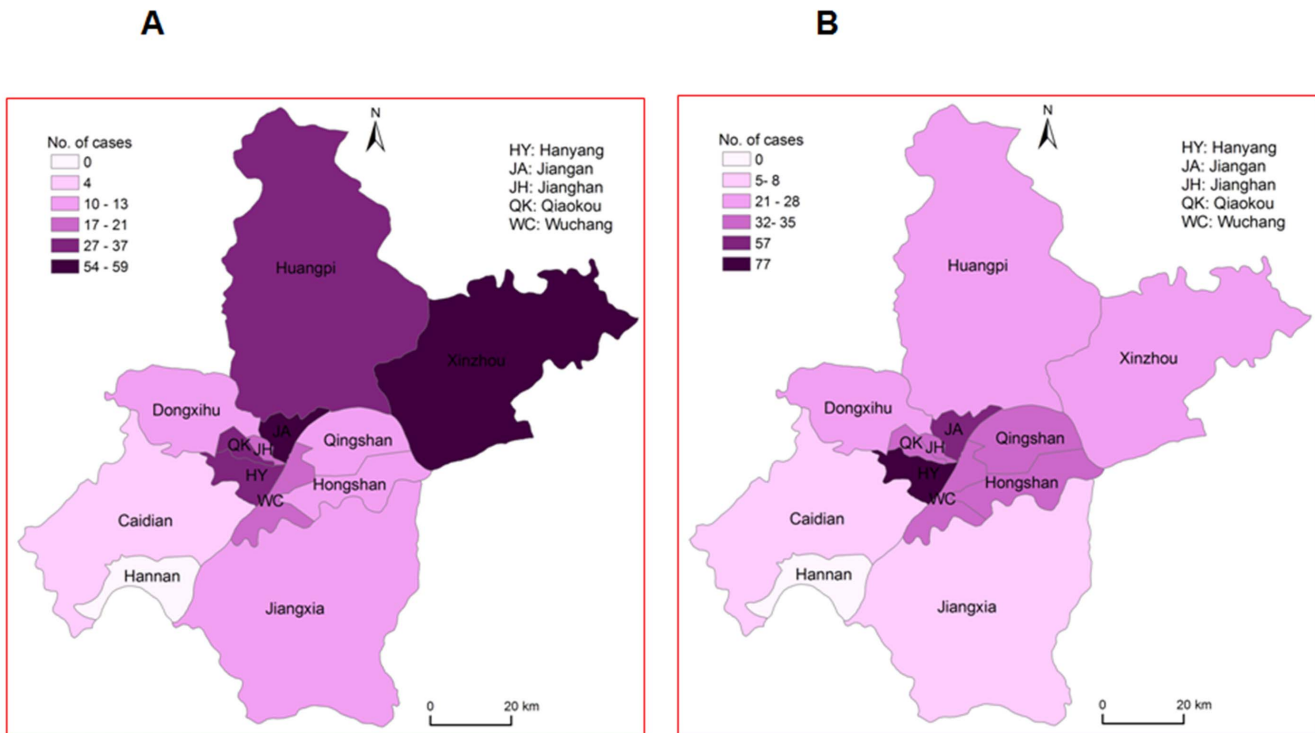 A
No. of cases
0
4
10 - 13
17 - 21
27 - 37
54 - 59
N
HY: Hanyang
JA: Jiangan
JH: Jianghan
QK: Qiaokou
WC: Wuchang
Huangpi
Xinzhou
Dongxihu
JA
QK
JH
Qingshan
HY
Hongshan
WC
Caidian
Hannan
Jiangxia
0
20 km
B
No. of cases
0
5- 8
21 - 28
32- 35
57
77
N
HY: Hanyang
JA: Jiangan
JH: Jianghan
QK: Qiaokou
WC: Wuchang
Huangpi
Xinzhou
Dongxihu
JA
QK
JH
Qingshan
HY
Hongshan
WC
Caidian
Hannan
Jiangxia
0
20 km